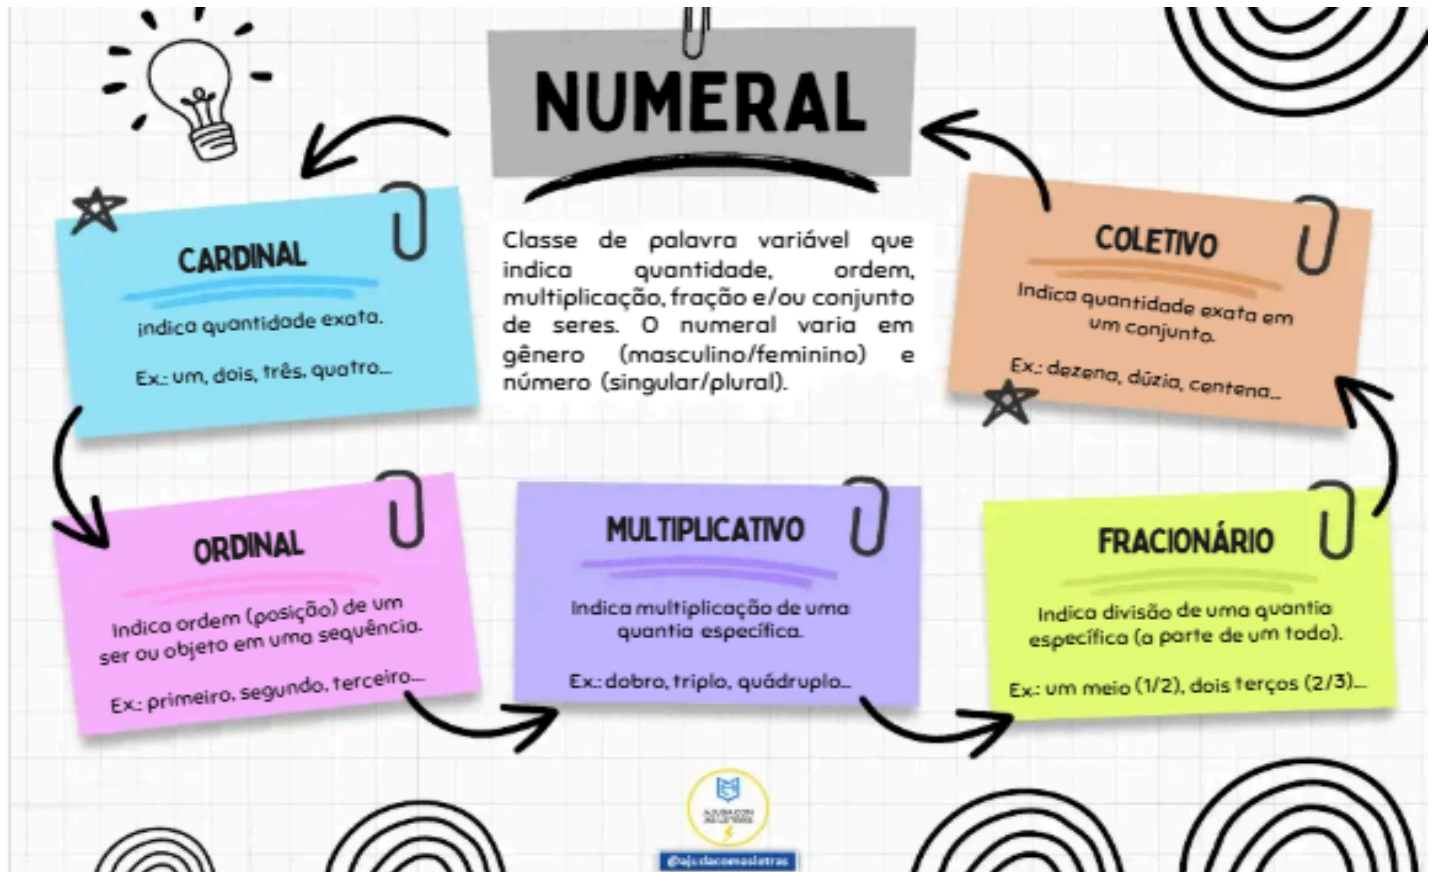 NUMERAL
Classe de palavra variável que
indica quantidade, ordem,
multiplicação, fração e/ou conjunto
de seres. O numeral varia em
gênero (masculino/feminino) e
número (singular/plural).
CARDINAL
indica quantidade exata.
Ex.: um, dois, três, quatro...
ORDINAL
Indica ordem (posição) de um
ser ou objeto em uma sequência.
Ex.: primeiro, segundo, terceiro...
MULTIPLICATIVO
Indica multiplicação de uma
quantia específica.
Ex.: dobro, triplo, quádruplo...
FRACIONÁRIO
Indica divisão de uma quantia
específica (a parte de um todo).
Ex.: um meio (1/2), dois terços (2/3)...
COLETIVO
Indica quantidade exata em
um conjunto.
Ex.: dezena, dúzia, centena...
@ajudacomasletras